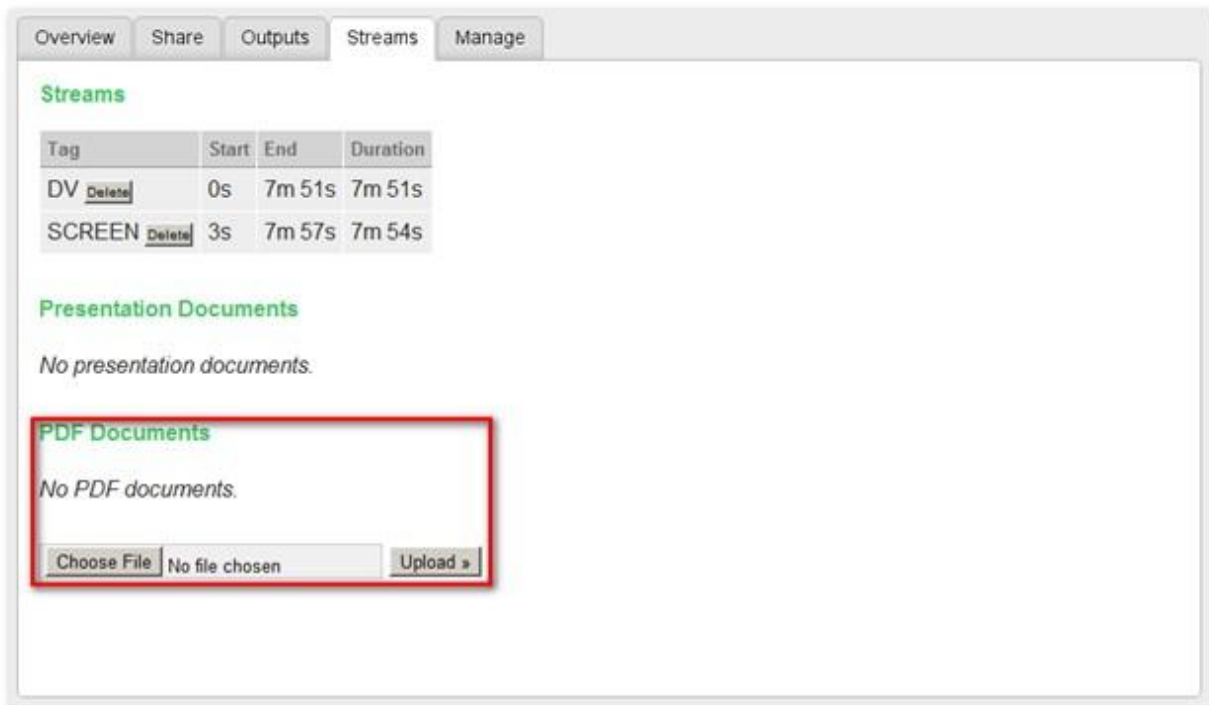 Overview Share Outputs Streams Manage
Streams
Tag Start End Duration
DV Delete 0s 7m 51s 7m 51s
SCREEN Delete 3s 7m 57s 7m 54s
Presentation Documents
No presentation documents.
PDF Documents
No PDF documents.
Choose File No file chosen Upload »